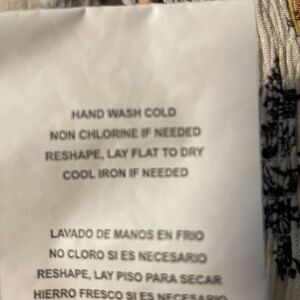 HAND WASH COLD
NON CHLORINE IF NEEDED
RESHAPE, LAY FLAT TO DRY
COOL IRON IF NEEDED
LAVADO DE MANOS EN FRIO
NO CLORO SI ES NECESARIO
RESHAPE, LAY PISO PARA SECAR
HIERRO FRESCO SI ES NECESARIO